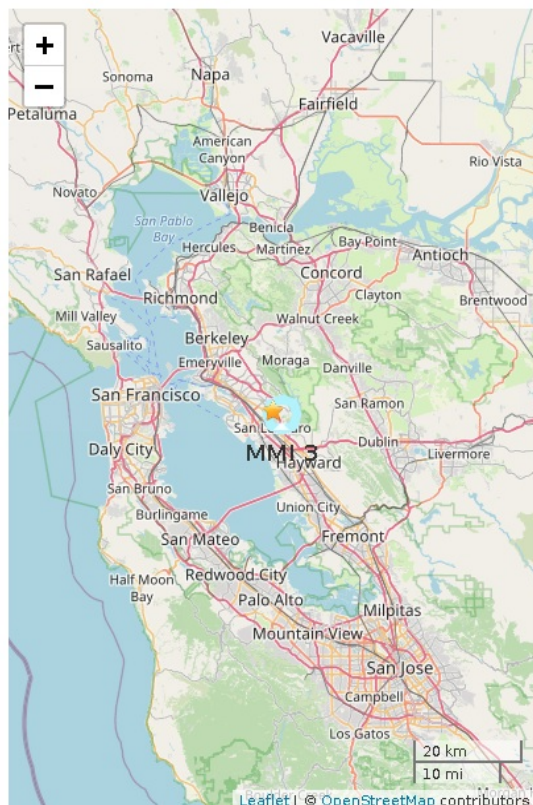 +
−
Vacaville
Sonoma
Napa
Petaluma
Fairfield
American
Canyon
Rio Vista
Novato
Vallejo
San Pablo
Bay
Benicia
Hercules
Martinez
Bay Point
Antioch
San Rafael
Concord
Richmond
Clayton
Brentwood
Mill Valley
Walnut Creek
Sausalito
Berkeley
Emeryville
Moraga
Danville
San Francisco
San Ramon
San
Daly City
MMI 3
Dublin
Livermore
Hayward
San Bruno
Union City
Burlingame
San Mateo
Fremont
Half Moon
Bay
Redwood City
Palo Alto
Milpitas
Mountain View
San Jose
Campbell
Los Gatos
20 km
10 mi
Leaflet | © OpenStreetMap contributors